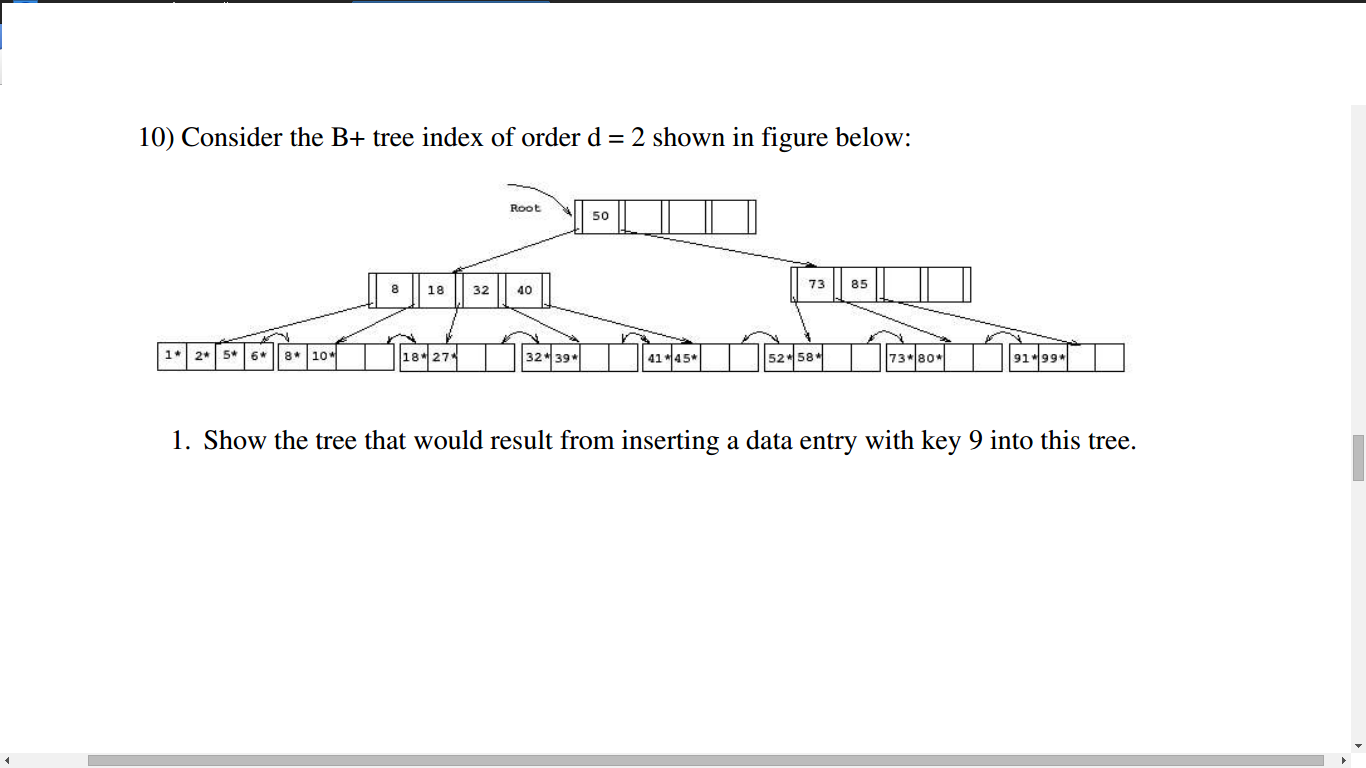 10) Consider the B+ tree index of order d = 2 shown in figure below:
Root
50
8 18 32 40
73 85
1* 2* 5* 6* 8* 10* 18* 27* 32* 39* 41* 45* 52* 58* 73* 80* 91* 99*
1. Show the tree that would result from inserting a data entry with key 9 into this tree.